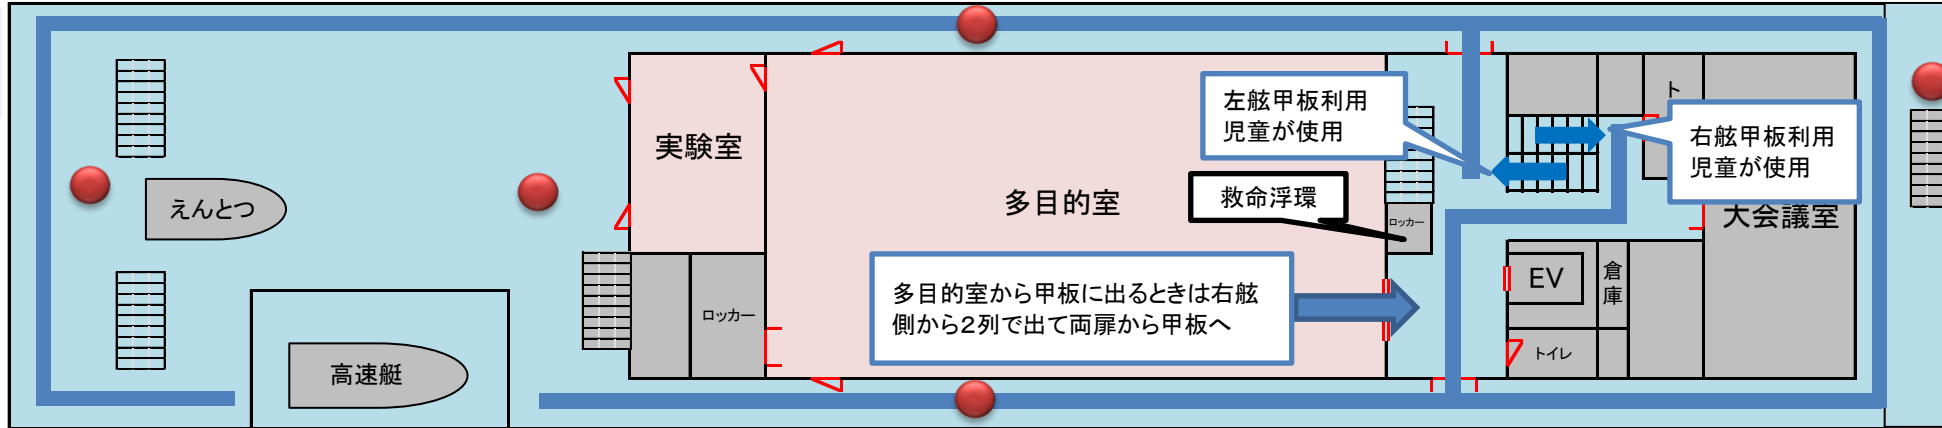 左舷甲板利用
児童が使用
ト
右舷甲板利用
児童が使用
実験室
多目的室
救命浮環
えんとつ
ロッカー
大会議室
多目的室から甲板に出るときは右舷
側から2列で出て両扉から甲板へ
EV
倉
庫
ロッカー
トイレ
高速艇